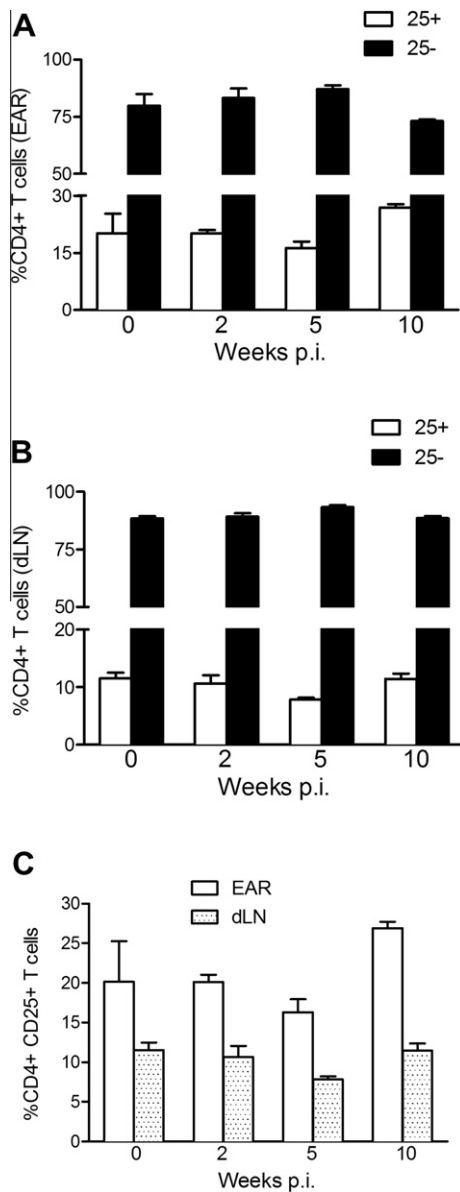 A
25+
25-
%CD4+ T cells (EAR)
100
75
50
30
15
0
0 2 5 10
Weeks p.i.
B
25+
25-
%CD4+ T cells (dLN)
100
75
50
20
10
0
0 2 5 10
Weeks p.i.
C
EAR
dLN
%CD4+ CD25+ T cells
30
25
20
15
10
5
0
0 2 5 10
Weeks p.i.